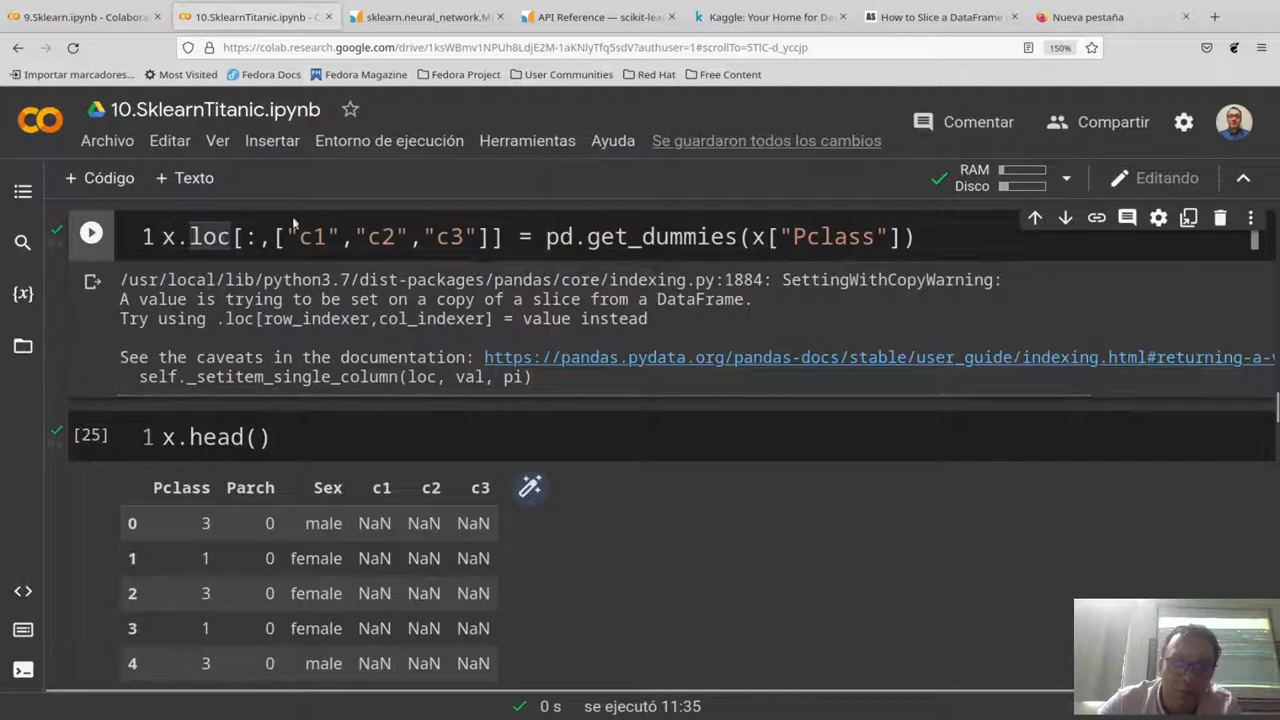 9.Sklearn.ipynb - Colabora
10.SklearnTitanic.ipynb - C
sklearn.neural_network.M
API Reference — scikit-lea
Kaggle: Your Home for Da
How to Slice a DataFrame
Nueva pestaña
https://colab.research.google.com/drive/1ksWBmv1NPUh8LdjE2M-1aKNlyTfq5sdV?authuser=1#scrollTo=5TlC-d_yccjp
150%
Importar marcadores...
Most Visited
Fedora Docs
Fedora Magazine
Fedora Project
User Communities
Red Hat
Free Content
10.SklearnTitanic.ipynb
Comentar
Compartir
Archivo Editar Ver Insertar Entorno de ejecución Herramientas Ayuda Se guardaron todos los cambios
+ Código + Texto
RAM
Disco
Editando
1 x.loc[:,["c1","c2","c3"]] = pd.get_dummies(x["Pclass"])
/usr/local/lib/python3.7/dist-packages/pandas/core/indexing.py:1884: SettingWithCopyWarning:
A value is trying to be set on a copy of a slice from a DataFrame.
Try using .loc[row_indexer,col_indexer] = value instead
See the caveats in the documentation: https://pandas.pydata.org/pandas-docs/stable/user_guide/indexing.html#returning-a-v
self._setitem_single_column(loc, val, pi)
[25] 1 x.head()
Pclass Parch Sex c1 c2 c3
0 3 0 male NaN NaN NaN
1 1 0 female NaN NaN NaN
2 3 0 female NaN NaN NaN
3 1 0 female NaN NaN NaN
4 3 0 male NaN NaN NaN
0 s se ejecutó 11:35